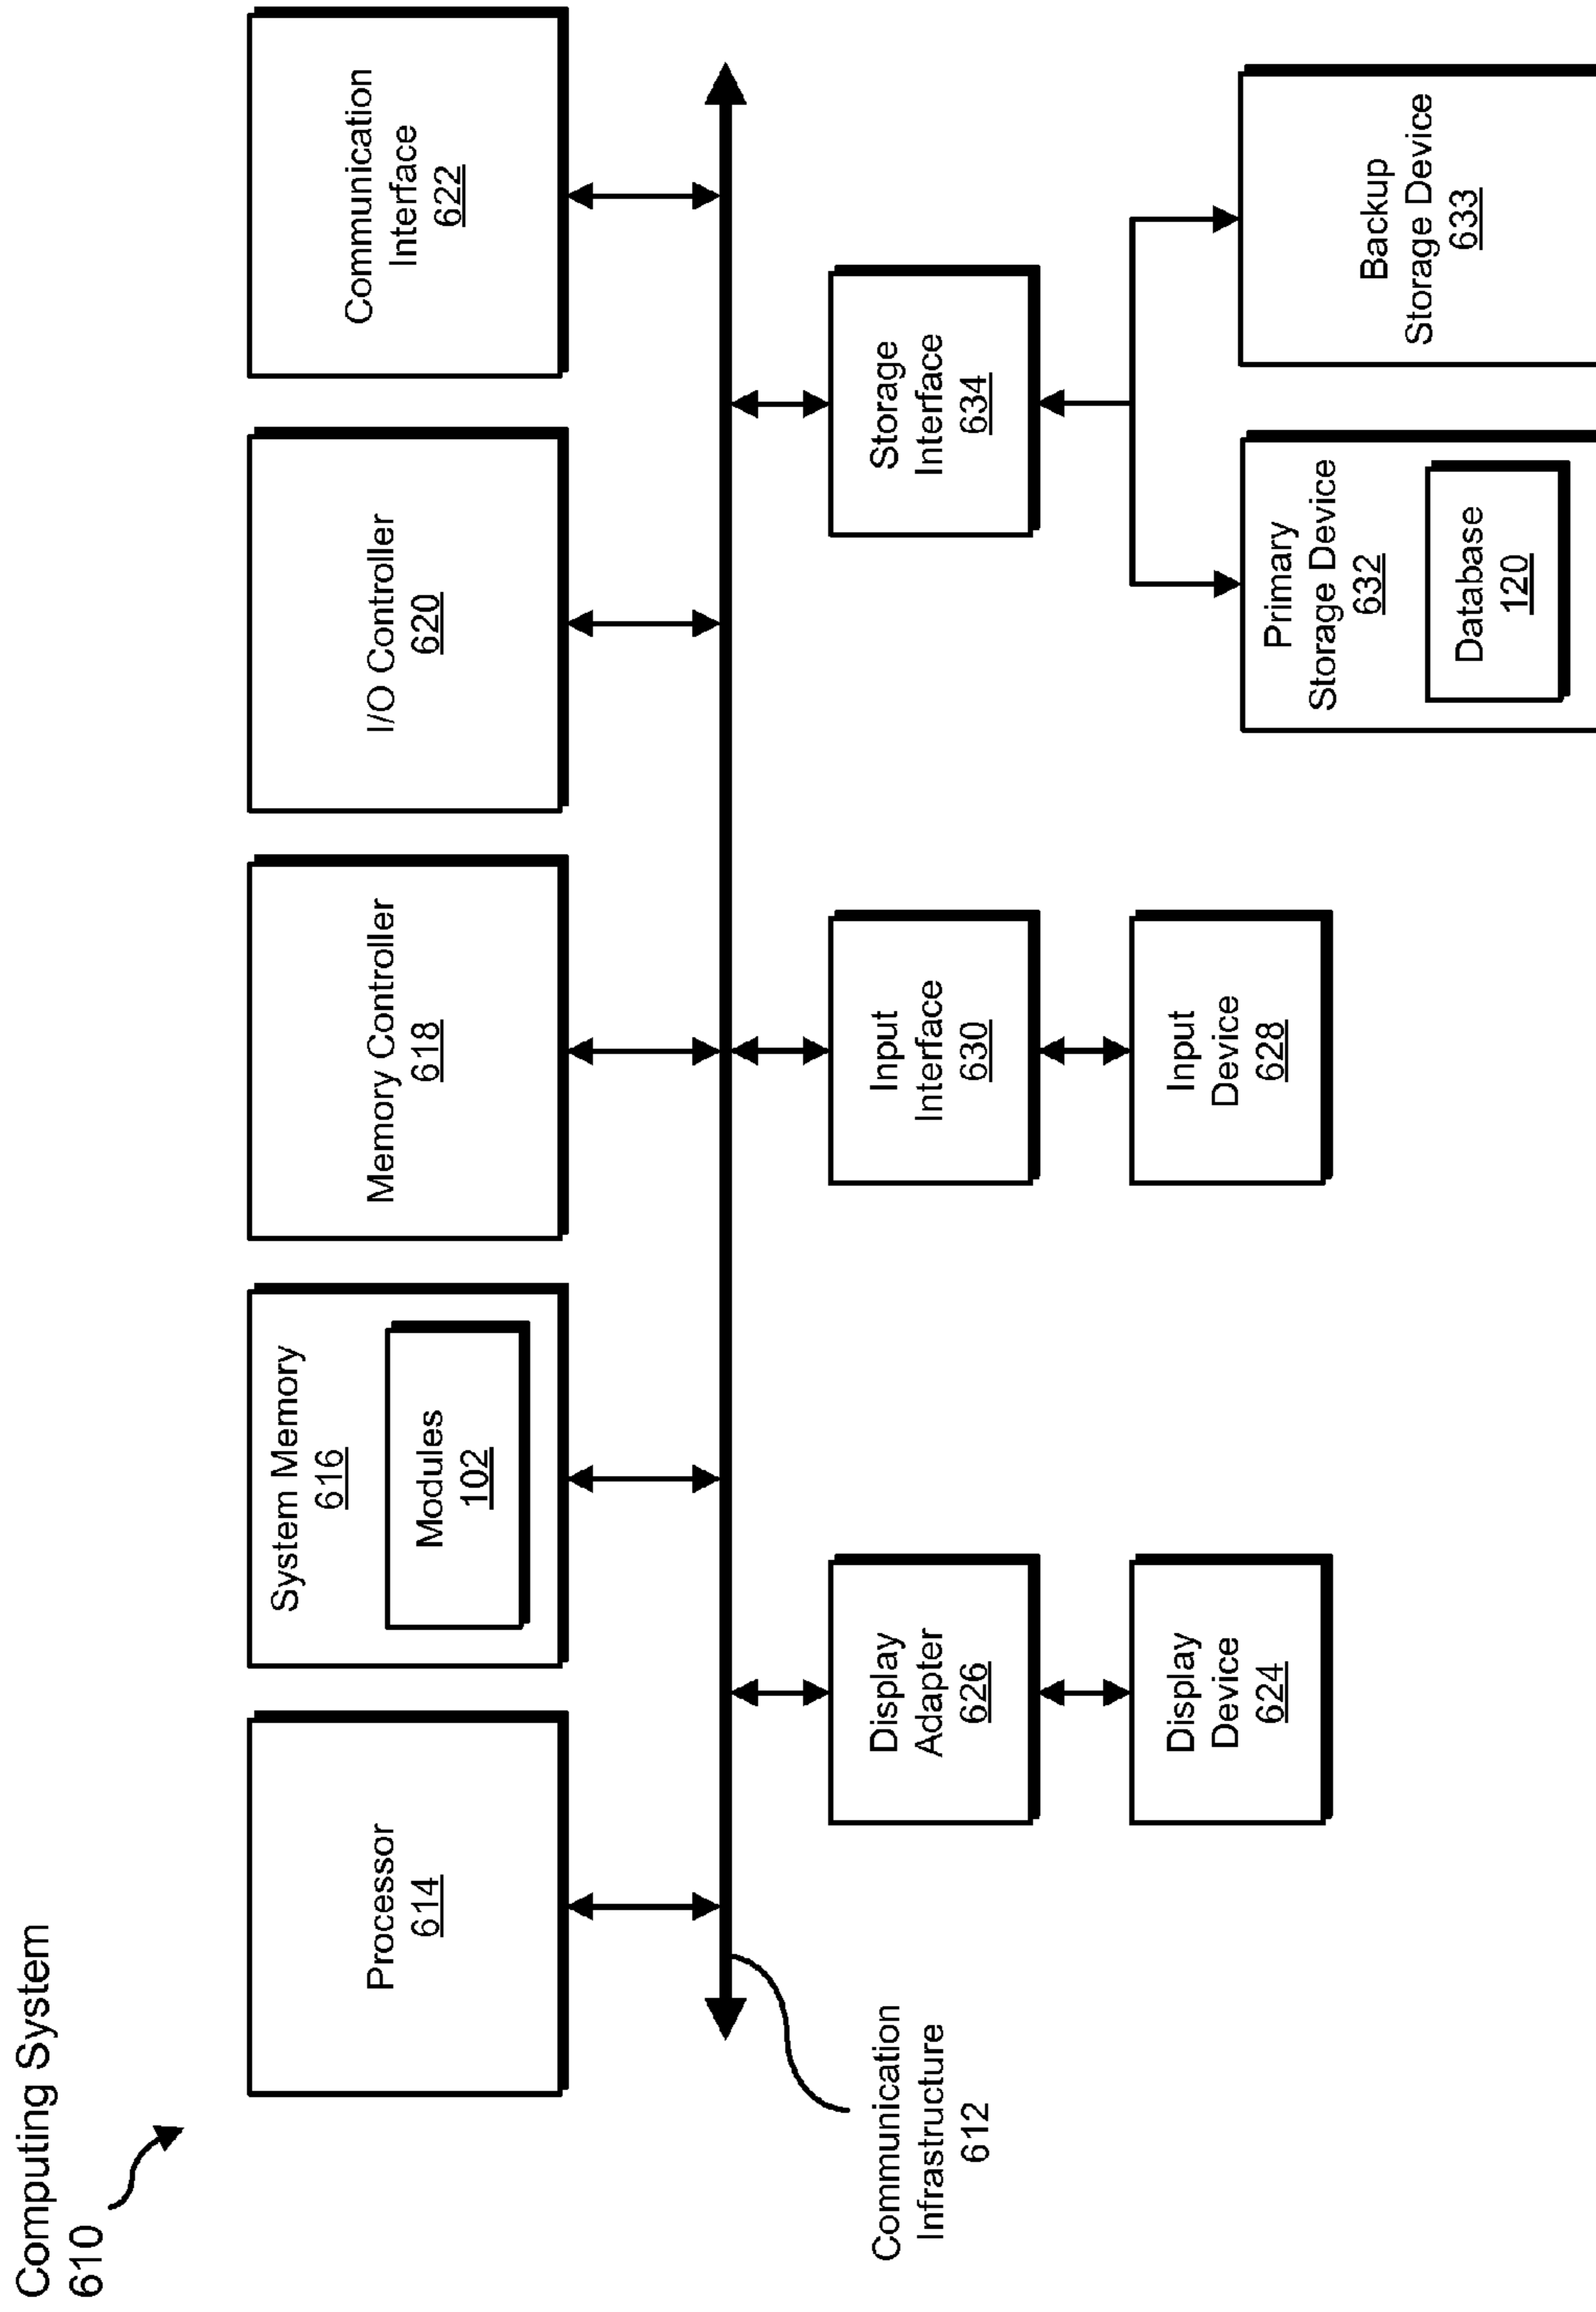 Computing System
610
Processor
614
System Memory
616
Modules
102
Memory Controller
618
I/O Controller
620
Communication
Interface
622
Communication
Infrastructure
612
Display
Adapter
626
Input
Interface
630
Storage
Interface
634
Display
Device
624
Input
Device
628
Primary
Storage Device
632
Database
120
Backup
Storage Device
633